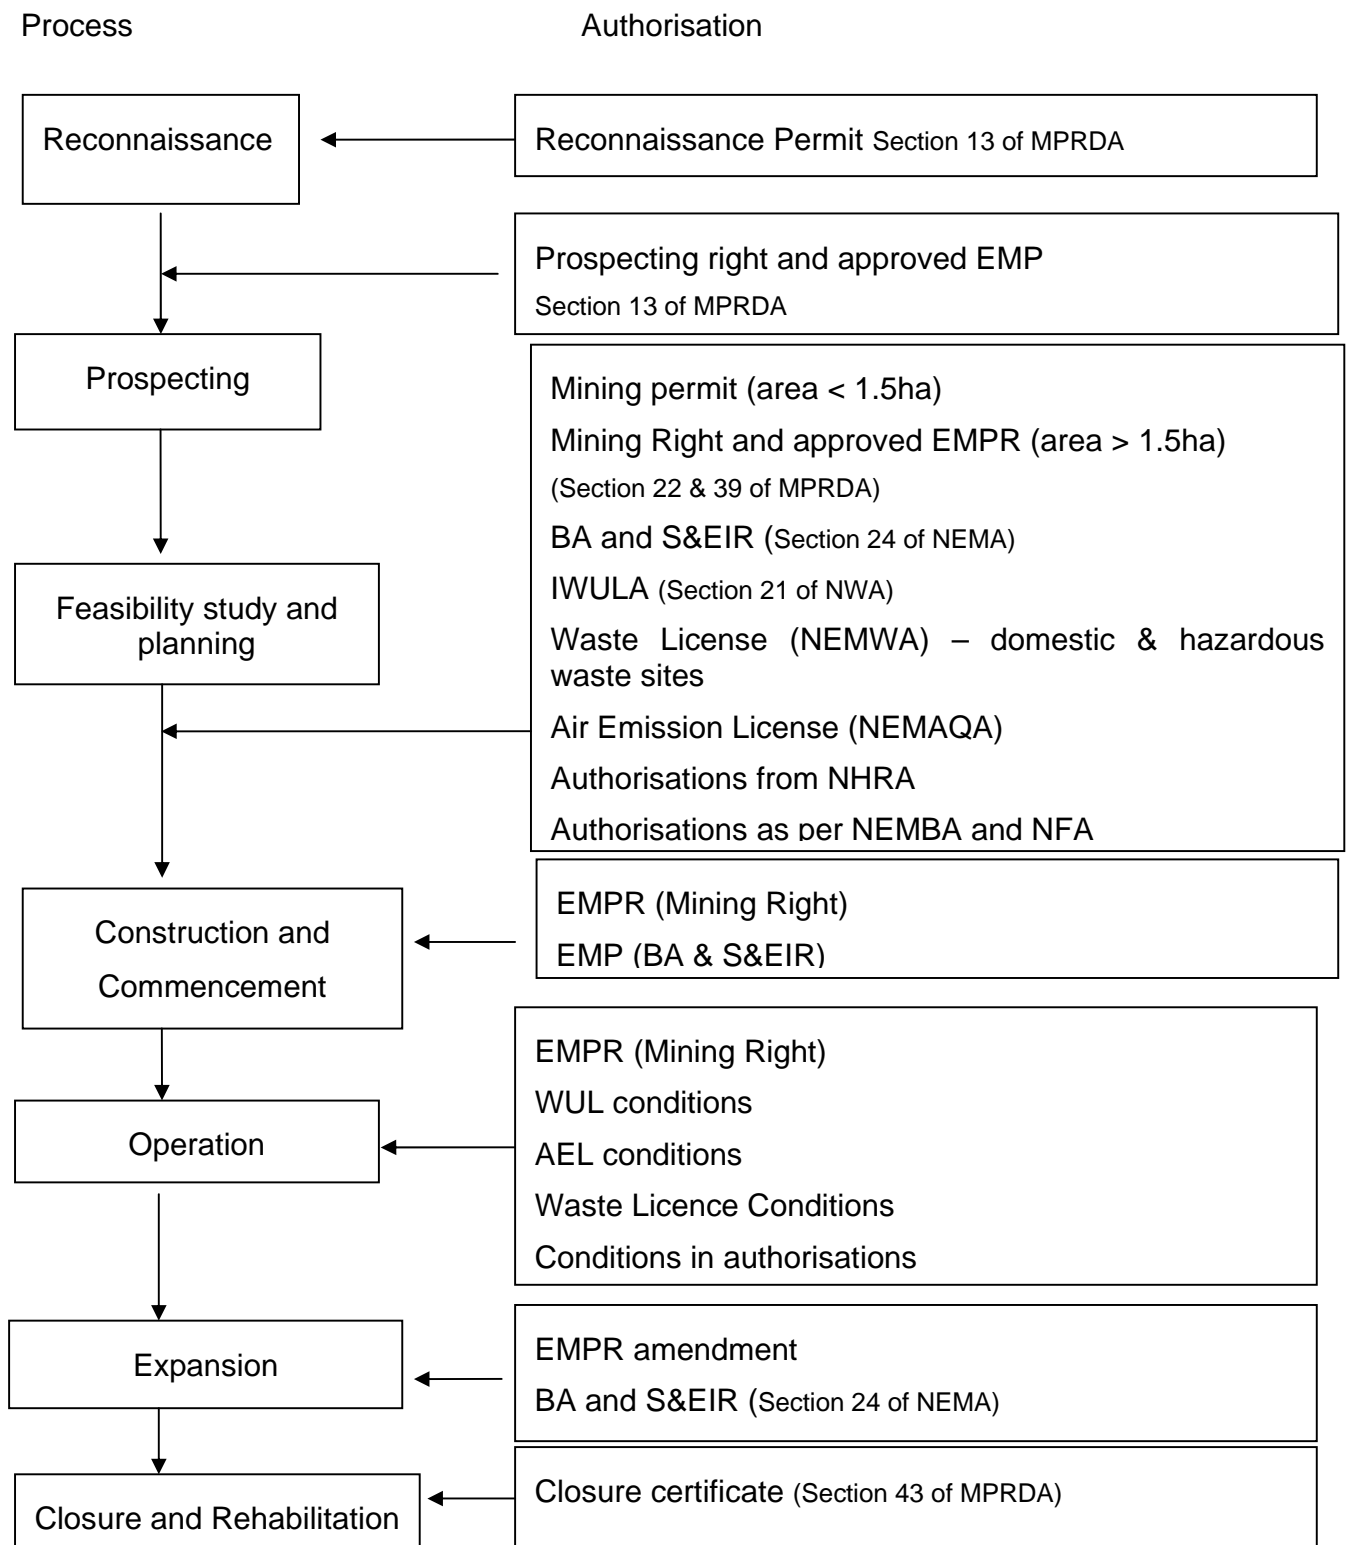 Process Authorisation
Reconnaissance
Reconnaissance Permit Section 13 of MPRDA
Prospecting right and approved EMP
Section 13 of MPRDA
Prospecting
Mining permit (area < 1.5ha)
Mining Right and approved EMPR (area > 1.5ha)
(Section 22 & 39 of MPRDA)
BA and S&EIR (Section 24 of NEMA)
IWULA (Section 21 of NWA)
Waste License (NEMWA) – domestic & hazardous
waste sites
Air Emission License (NEMAQA)
Authorisations from NHRA
Authorisations as per NEMBA and NFA
Feasibility study and
planning
Construction and
Commencement
EMPR (Mining Right)
EMP (BA & S&EIR)
Operation
EMPR (Mining Right)
WUL conditions
AEL conditions
Waste Licence Conditions
Conditions in authorisations
Expansion
EMPR amendment
BA and S&EIR (Section 24 of NEMA)
Closure and Rehabilitation
Closure certificate (Section 43 of MPRDA)